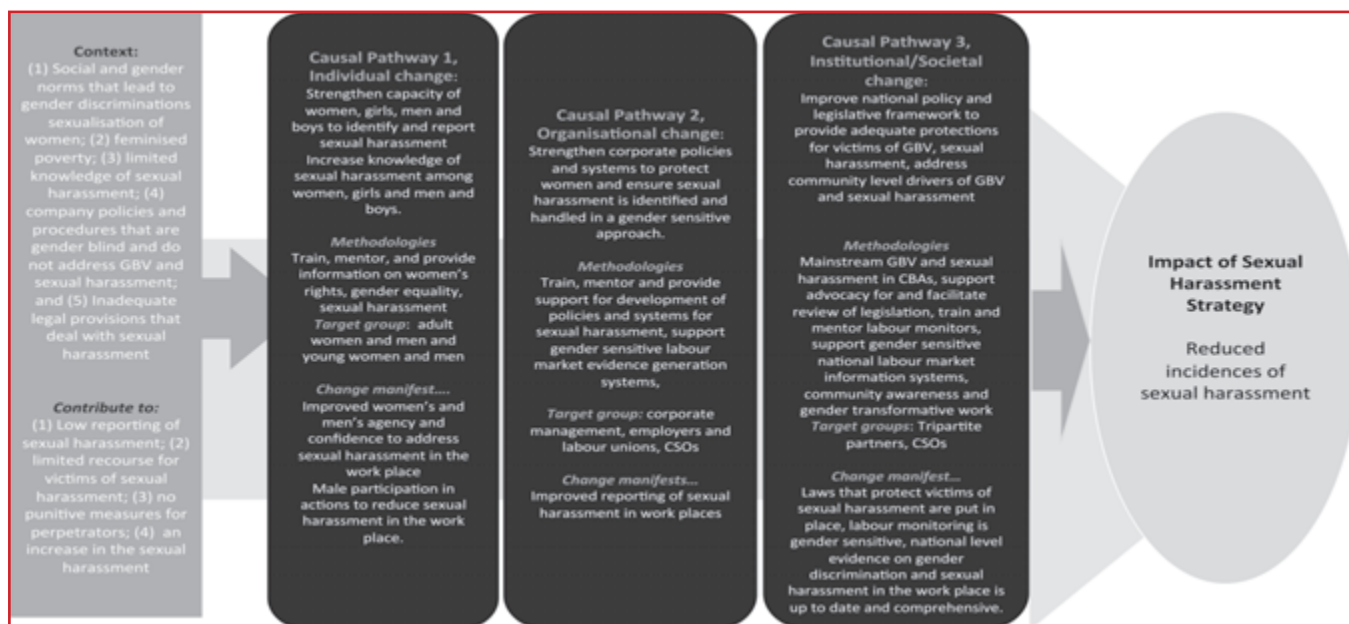 Context:
(1) Social and gender
norms that lead to
gender discriminations
sexualisation of
women; (2) feminised
poverty; (3) limited
knowledge of sexual
harassment; (4)
company policies and
procedures that are
gender blind and do
not address GBV and
sexual harassment;
and (5) Inadequate
legal provisions that
deal with sexual
harassment
Contribute to:
(1) Low reporting of
sexual harassment; (2)
limited recourse for
victims of sexual
harassment; (3) no
punitive measures for
perpetrators; (4) an
increase in the sexual
harassment
Causal Pathway 1,
Individual change:
Strengthen capacity of
women, girls, men and
boys to identify and report
sexual harassment
Increase knowledge of
sexual harassment among
women, girls and men and
boys.
Methodologies
Train, mentor, and provide
information on women's
rights, gender equality,
sexual harassment
Target group: adult
women and men and
young women and men
Change manifest....
Improved women's and
men's agency and
confidence to address
sexual harassment in the
work place
Male participation in
actions to reduce sexual
harassment in the work
place.
Causal Pathway 2,
Organisational change:
Strengthen corporate policies
and systems to protect
women and ensure sexual
harassment is identified and
handled in a gender sensitive
approach.
Methodologies
Train, mentor and provide
support for development of
policies and systems for
sexual harassment, support
gender sensitive labour
market evidence generation
systems,
Target group: corporate
management, employers and
labour unions, CSOs
Change manifests...
Improved reporting of sexual
harassment in work places
Causal Pathway 3,
Institutional/Societal
change:
Improve national policy and
legislative framework to
provide adequate protections
for victims of GBV, sexual
harassment, address
community level drivers of GBV
and sexual harassment
Methodologies
Mainstream GBV and sexual
harassment in CBAs, support
advocacy for and facilitate
review of legislation, train and
mentor labour monitors,
support gender sensitive
national labour market
information systems,
community awareness and
gender transformative work
Target groups: Tripartite
partners, CSOs
Change manifest...
Laws that protect victims of
sexual harassment are put in
place, labour monitoring is
gender sensitive, national level
evidence on gender
discrimination and sexual
harassment in the work place is
up to date and comprehensive.
Impact of Sexual
Harassment
Strategy
Reduced
incidences of
sexual harassment